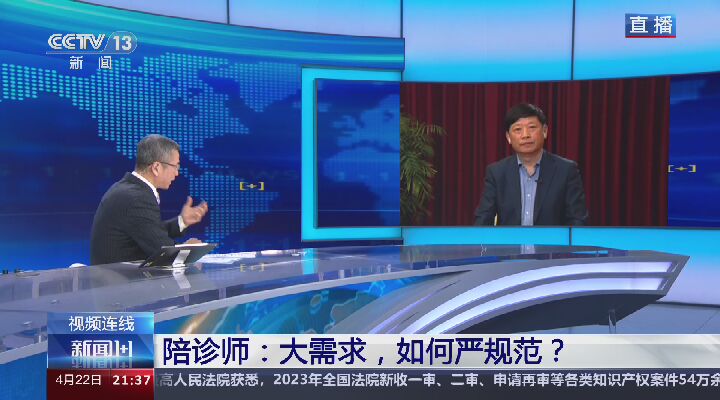 CCTV 13
新闻
直播
[+]
[+]
视频连线
新闻1+1
陪诊师：大需求，如何严规范？
4月22日 21:37 高人民法院获悉，2023年全国法院新收一审、二审、申请再审等各类知识产权案件54万余